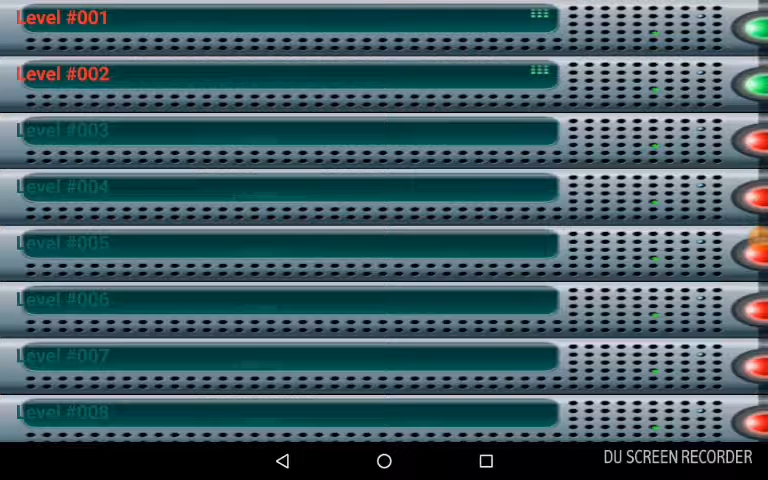 Level #001
Level #002
Level #003
Level #004
Level #005
Level #006
Level #007
Level #008
DU SCREEN RECORDER